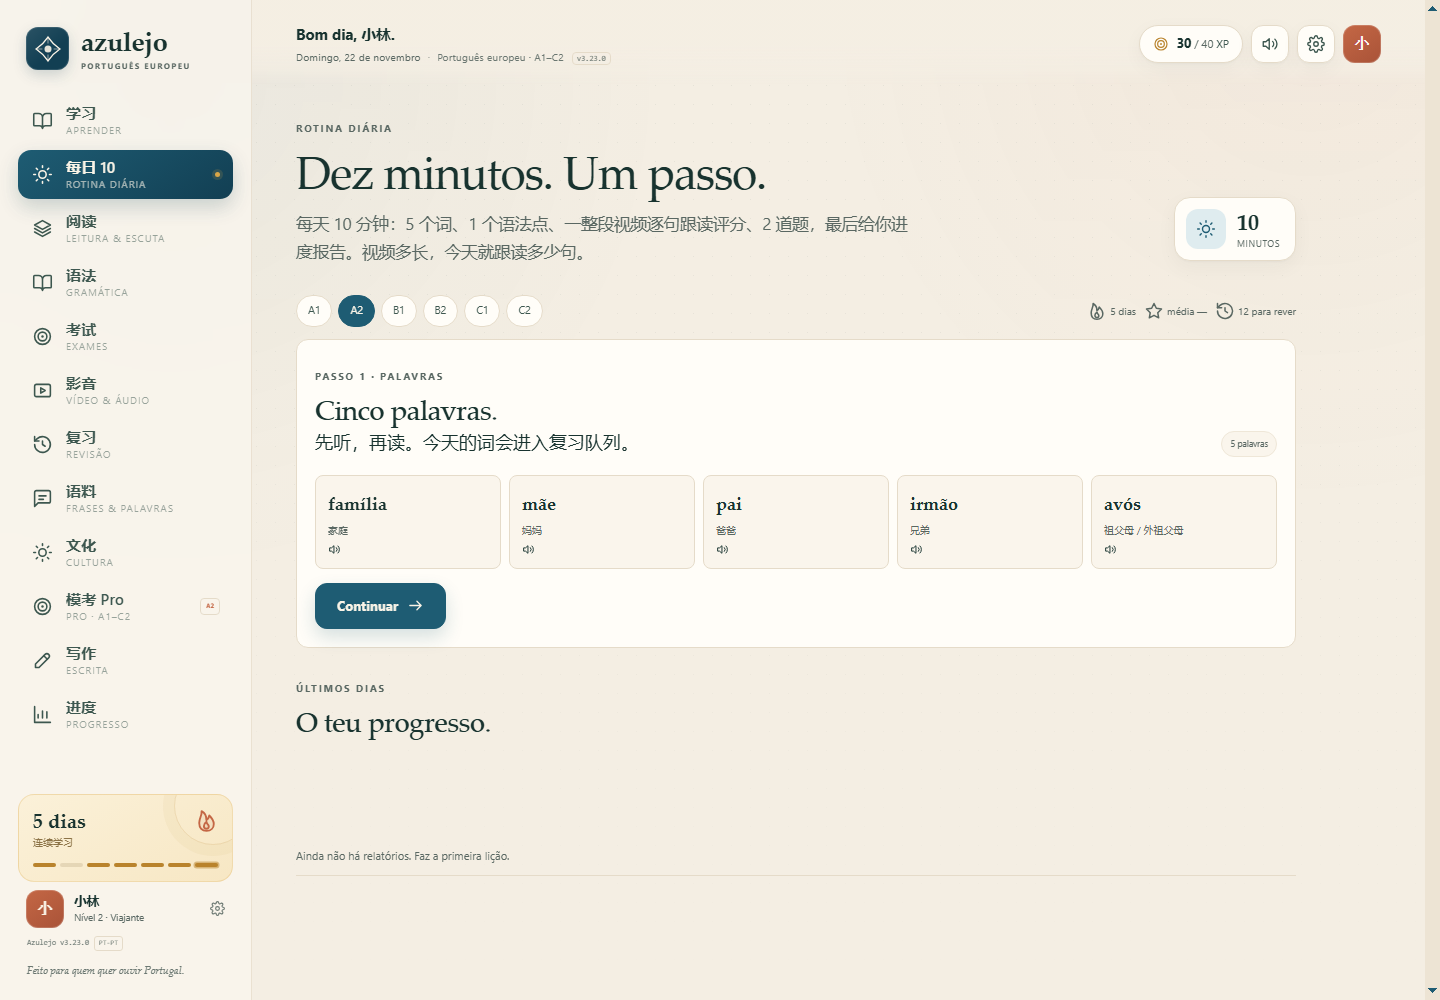 azulejo
PORTUGUÊS EUROPEU
学习
APRENDER
每日 10
ROTINA DIÁRIA
阅读
LEITURA & ESCUTA
语法
GRAMÁTICA
考试
EXAMES
影音
VÍDEO & ÁUDIO
复习
REVISÃO
语料
FRASES & PALAVRAS
文化
CULTURA
模考 Pro
PRO · A1–C2
A2
写作
ESCRITA
进度
PROGRESSO
5 dias
连续学习
小
小林
Nível 2 · Viajante
Azulejo v3.23.0 PT-PT
Feito para quem quer ouvir Portugal.
Bom dia, 小林.
Domingo, 22 de novembro · Português europeu · A1–C2 v3.23.0
30 / 40 XP
小
ROTINA DIÁRIA
Dez minutos. Um passo.
每天 10 分钟：5 个词、1 个语法点、一整段视频逐句跟读评分、2 道题，最后给你进
度报告。视频多长，今天就跟读多少句。
10
MINUTOS
A1 A2 B1 B2 C1 C2
5 dias média — 12 para rever
PASSO 1 · PALAVRAS
Cinco palavras.
先听，再读。今天的词会进入复习队列。
5 palavras
família
家庭
mãe
妈妈
pai
爸爸
irmão
兄弟
avós
祖父母 / 外祖父母
Continuar
ÚLTIMOS DIAS
O teu progresso.
Ainda não há relatórios. Faz a primeira lição.